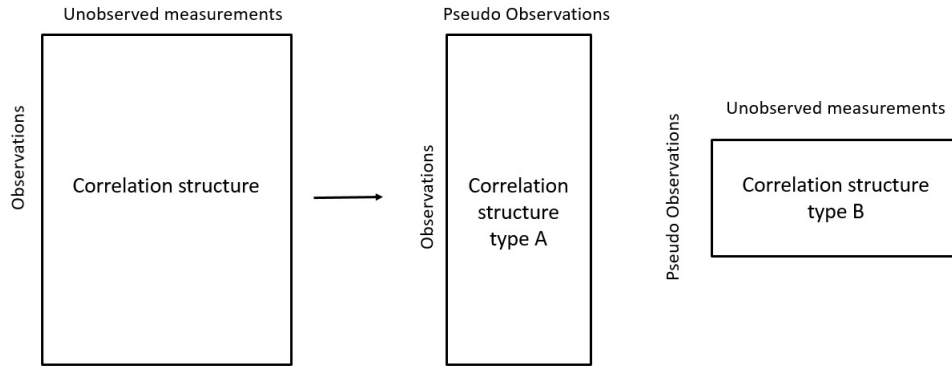 Unobserved measurements
Observations
Correlation structure
Pseudo Observations
Observations
Correlation
structure
type A
Unobserved measurements
Pseudo Observations
Correlation structure
type B